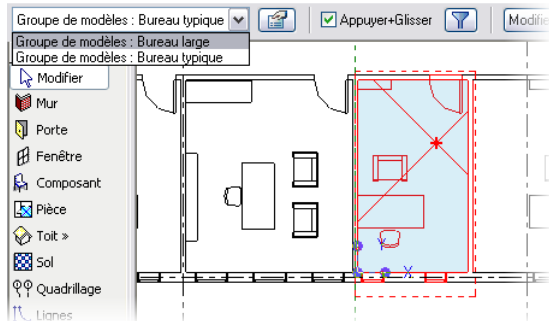 Groupe de modèles : Bureau typique
Appuyer+Glisser
Modifie
Groupe de modèles : Bureau large
Groupe de modèles : Bureau typique
Modifier
Mur
Porte
Fenêtre
Composant
Pièce
Toit »
Sol
Quadrillage
Lignes
Y
X